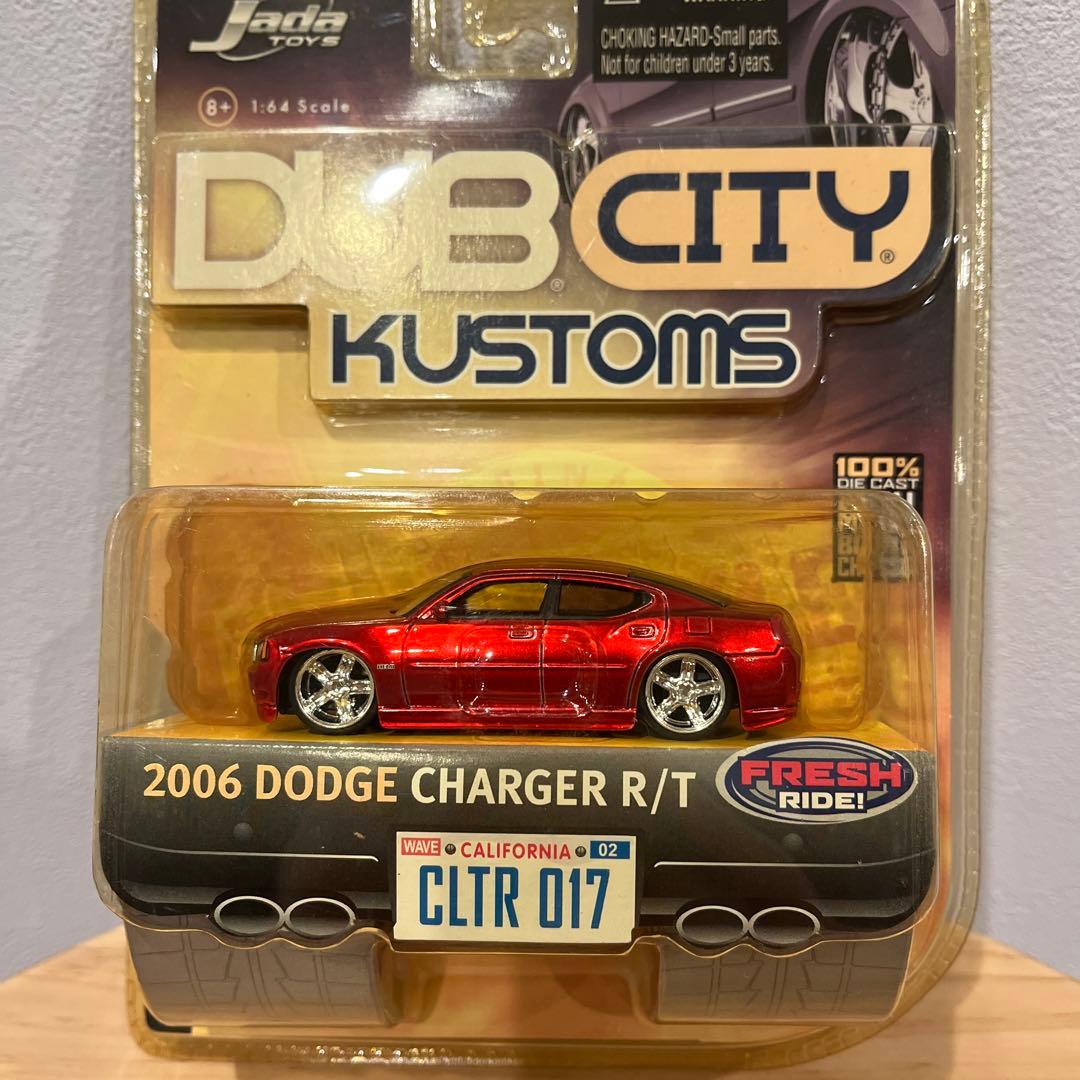 Jada
TOYS
CHOKING HAZARD-Small parts.
Not for children under 3 years.
8+ 1:64 Scale
DUB® CITY®
KUSTOMS
100%
DIE CAST
HEMI
2006 DODGE CHARGER R/T
FRESH
RIDE!
WAVE CALIFORNIA 02
CLTR 017